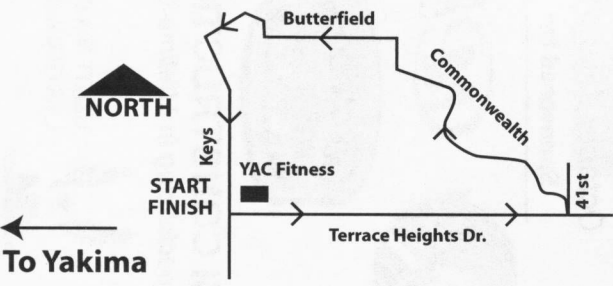 Butterfield
Commonwealth
NORTH
Keys
YAC Fitness
START
FINISH
41st
Terrace Heights Dr.
To Yakima